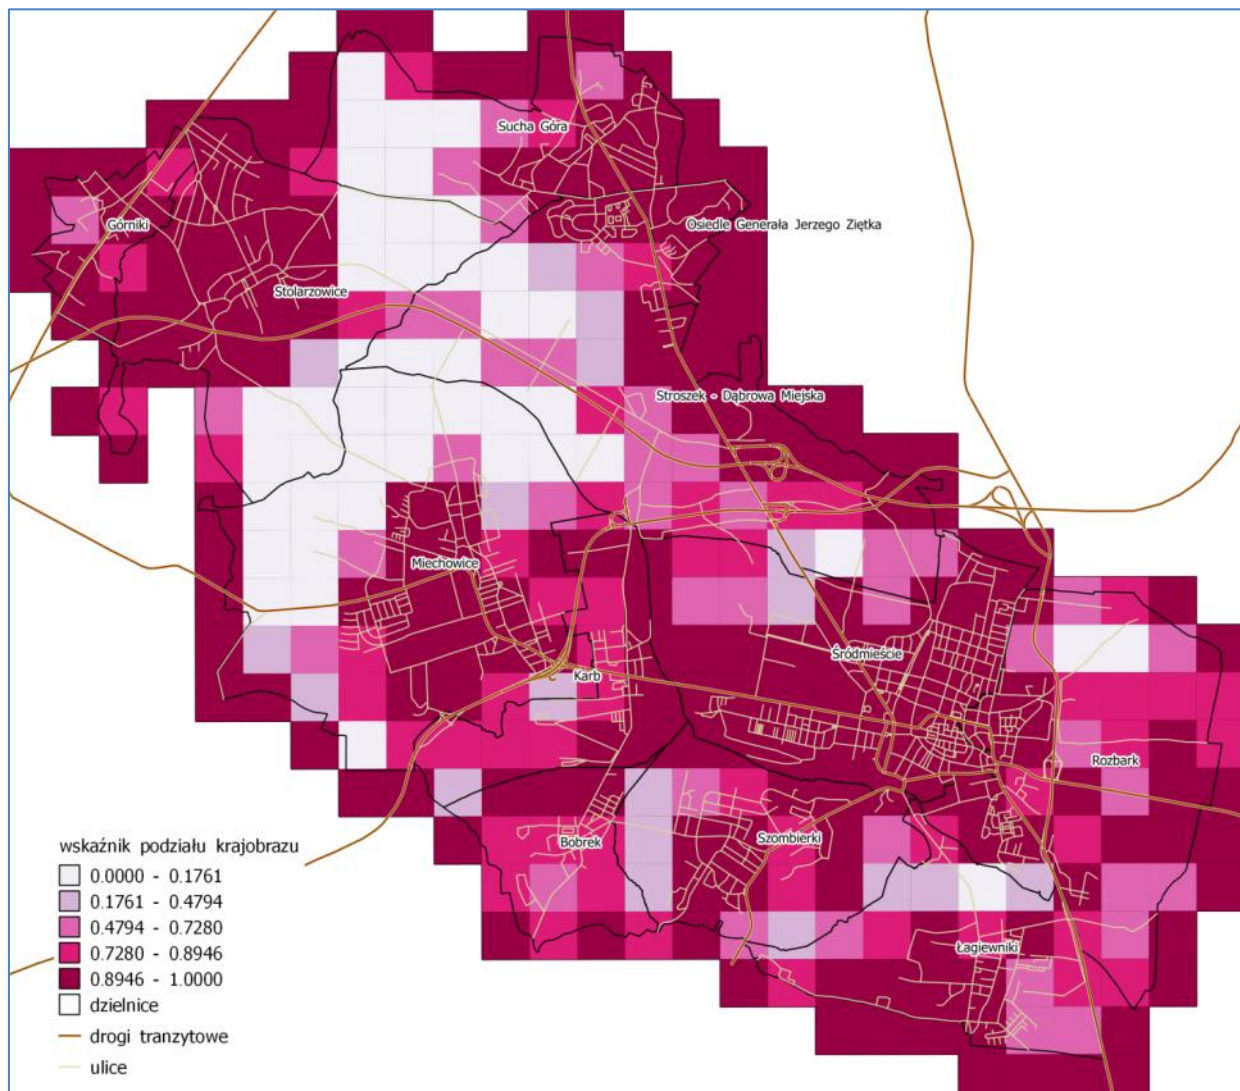 Sucha Góra
Górniki
Osiedle Generała Jerzego Ziętka
Stolarzowice
Stroszek - Dąbrowa Miejska
Miechowice
Śródmieście
Karb
Rozbark
Bobrek
Szombierki
Łagiewniki
wskaźnik podziału krajobrazu
0.0000 - 0.1761
0.1761 - 0.4794
0.4794 - 0.7280
0.7280 - 0.8946
0.8946 - 1.0000
dzielnice
drogi tranzytowe
ulice